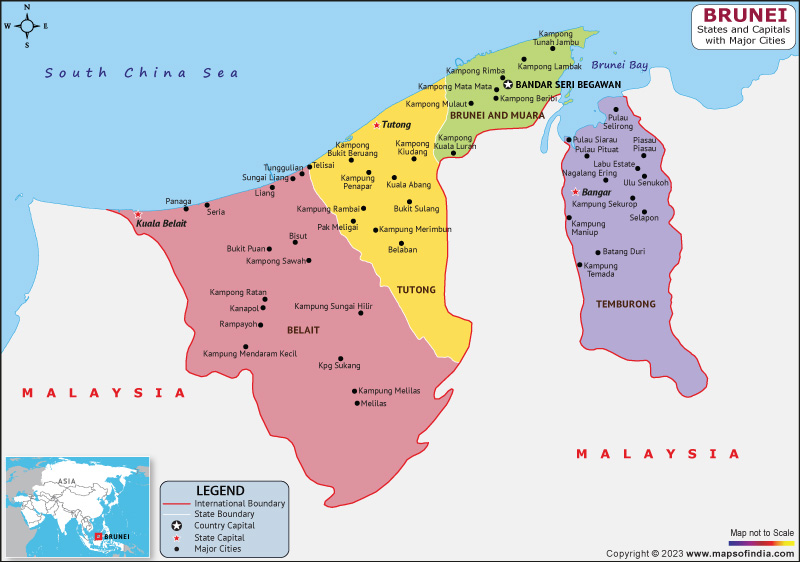 N
W
E
S
BRUNEI
States and Capitals
with Major Cities
South China Sea
Brunei Bay
Kampong
Tunah Jambu
Kampong Lambak
Kampong Rimba
BANDAR SERI BEGAWAN
Kampong Mata Mata
Kampong Beribi
Kampong Mulaut
BRUNEI AND MUARA
Kampong
Kuala Lurah
Tutong
Kampong
Bukit Beruang
Kampong
Kiudang
Telisai
Tunggulian
Sungai Liang
Liang
Kampung
Penapar
Kuala Abang
Kampung Rambai
Bukit Sulang
Pak Meligai
Kampung Merimbun
Belaban
TUTONG
Panaga
Seria
Kuala Belait
Bisut
Bukit Puan
Kampong Sawah
Kampong Ratan
Kanapol
Rampayoh
Kampung Sungai Hilir
BELAIT
Kampung Mendaram Kecil
Kpg Sukang
Kampung Melilas
Melilas
Pulau
Selirong
Pulau Siarau
Pulau Pituat
Piasau
Piasau
Labu Estate
Nagalang Ering
Ulu Senukoh
Bangar
Kampung Sekurop
Selapon
Kampung
Maniup
Batang Duri
Kampung
Temada
TEMBURONG
MALAYSIA
MALAYSIA
ASIA
BRUNEI
LEGEND
International Boundary
State Boundary
Country Capital
State Capital
Major Cities
Map not to Scale
Copyright © 2023 www.mapsofindia.com